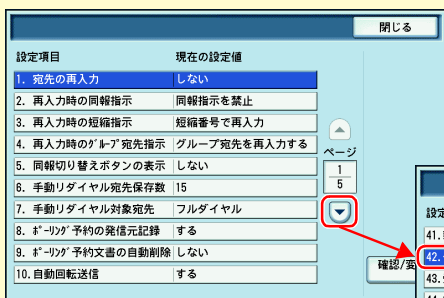 閉じる
設定項目 現在の設定値
1. 宛先の再入力 しない
2. 再入力時の同報指示 同報指示を禁止
3. 再入力時の短縮指示 短縮番号で再入力
4. 再入力時のｸﾞﾙｰﾌﾟ宛先指示 グループ宛先を再入力する
5. 同報切り替えボタンの表示 しない
6. 手動リダイヤル宛先保存数 15
7. 手動リダイヤル対象宛先 フルダイヤル
8. ﾎﾟｰﾘﾝｸﾞ予約の発信元記録 する
9. ﾎﾟｰﾘﾝｸﾞ予約文書の自動削除 しない
10. 自動回転送信 する
ページ
1
5
確認/変
設定
41.
42.
43.